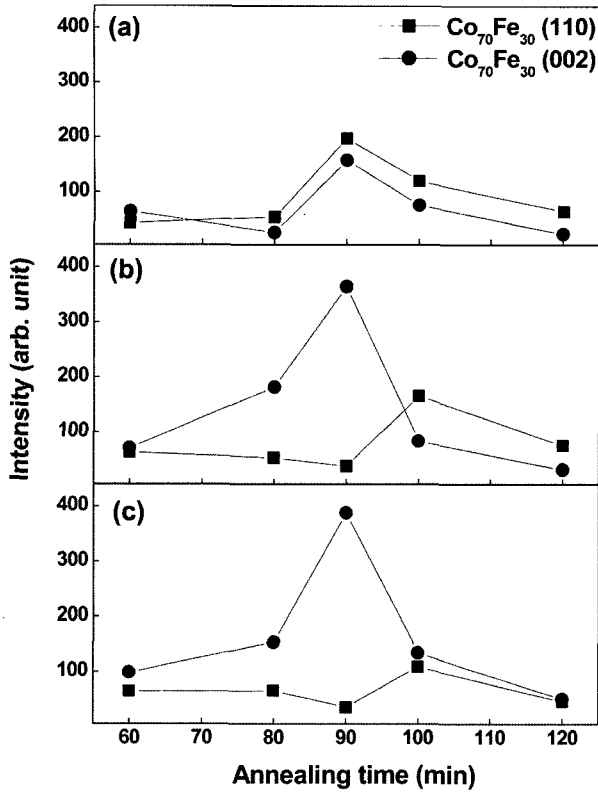 (a)
Co70Fe30 (110)
Co70Fe30 (002)
400
300
200
100
(b)
400
300
200
100
(c)
400
300
200
100
60 70 80 90 100 110 120
Intensity (arb. unit)
Annealing time (min)